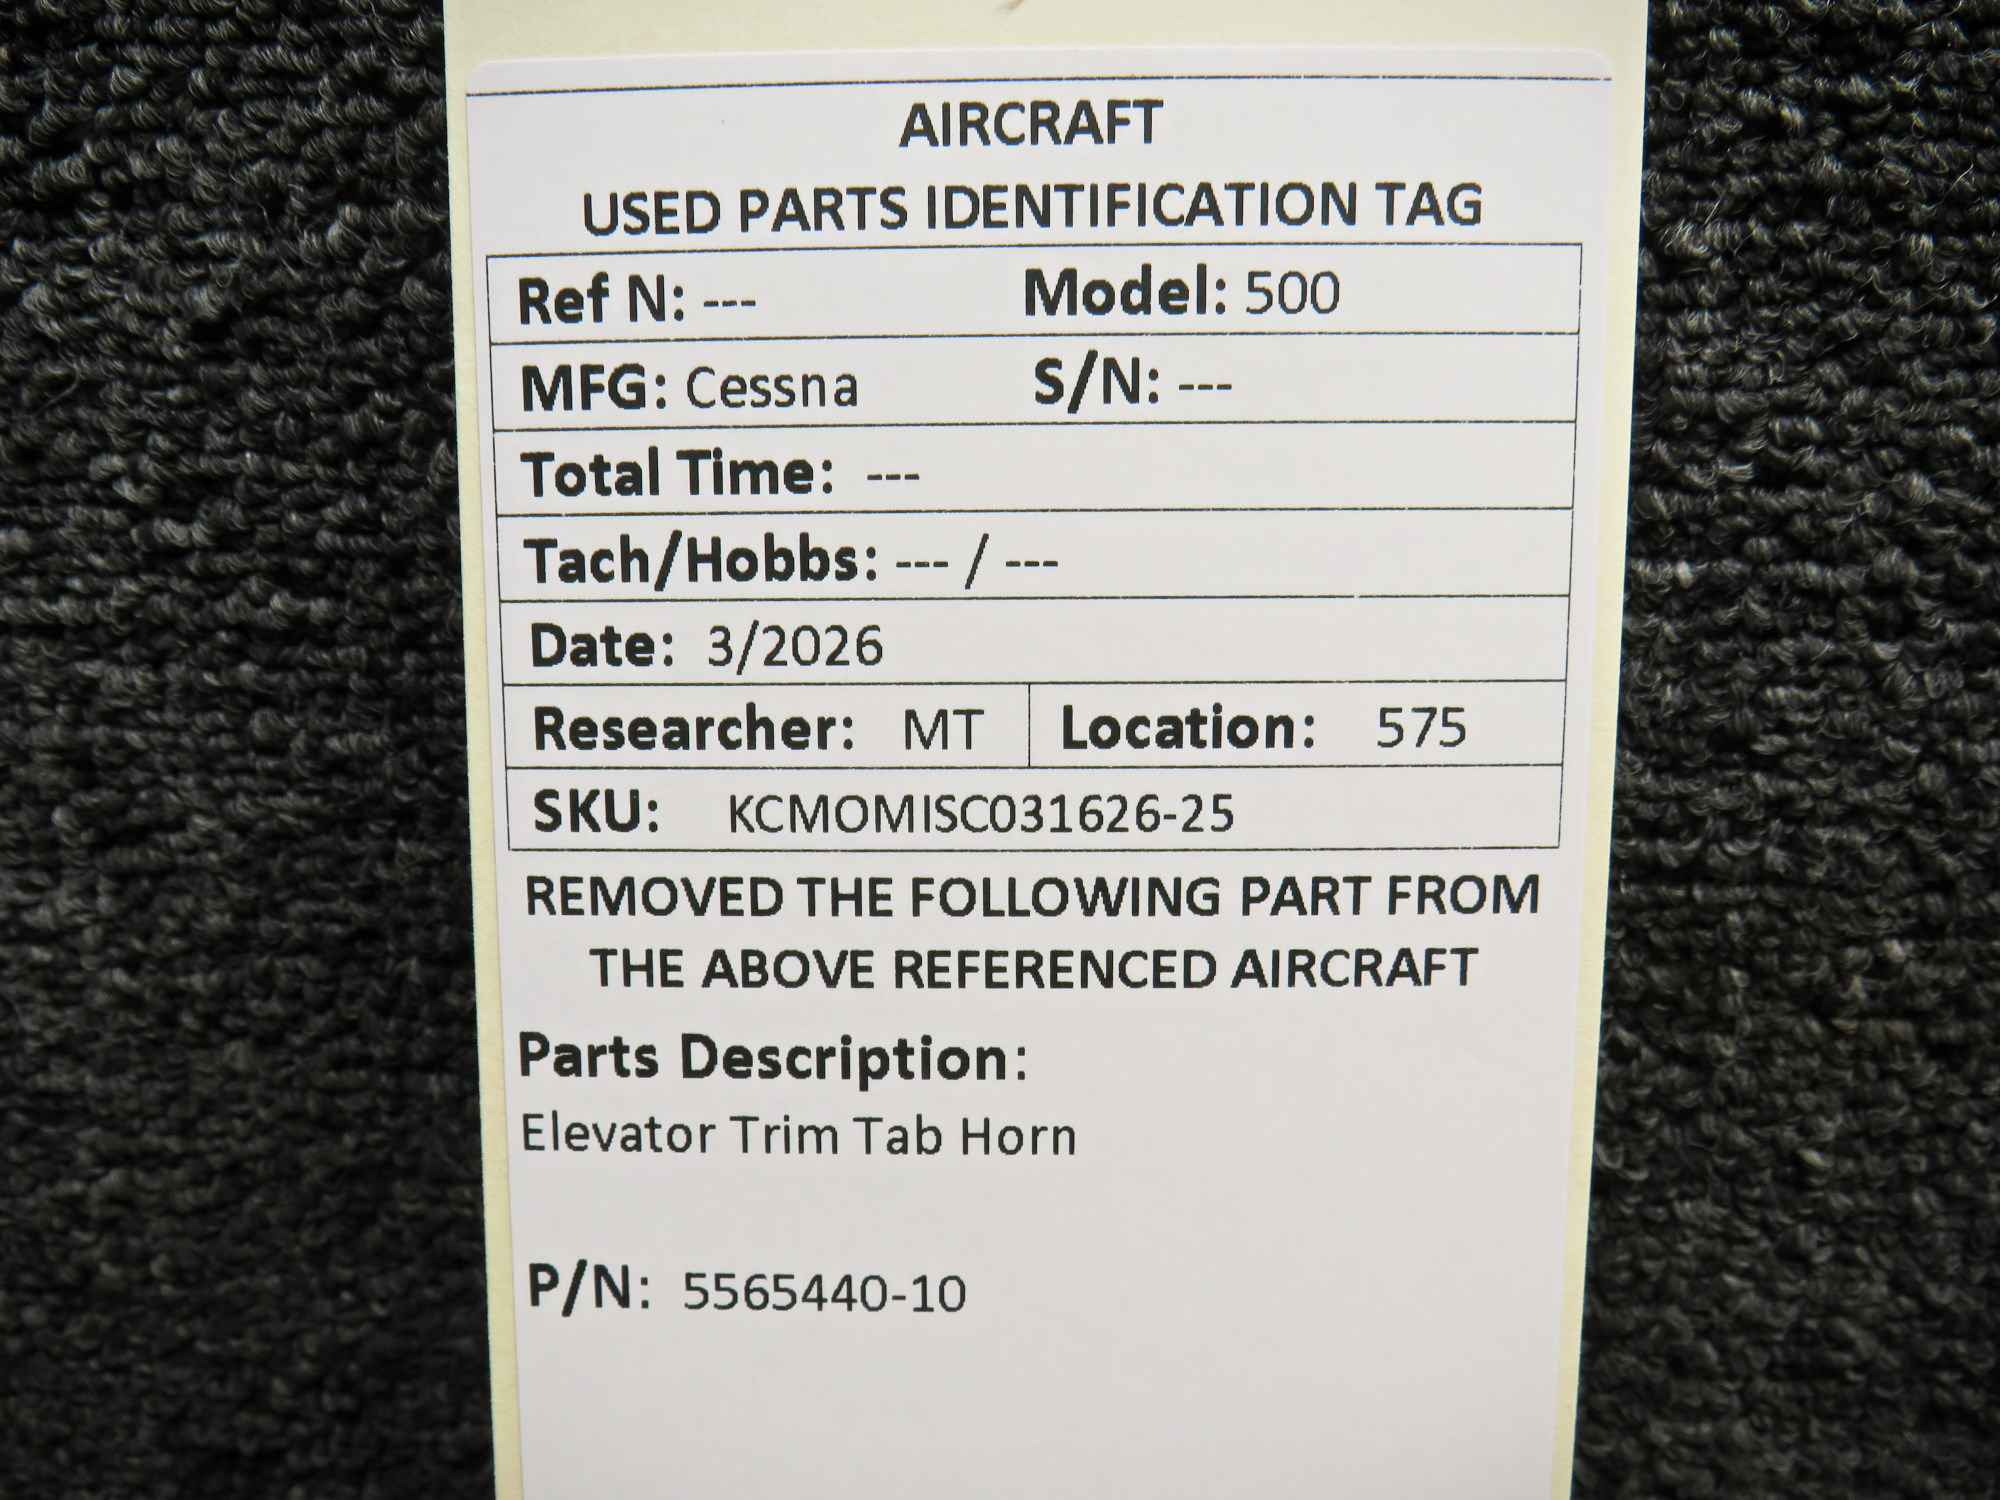 AIRCRAFT
USED PARTS IDENTIFICATION TAG
Ref N: --- Model: 500
MFG: Cessna S/N: ---
Total Time: ---
Tach/Hobbs: --- / ---
Date: 3/2026
Researcher: MT Location: 575
SKU: KCMOMISC031626-25
REMOVED THE FOLLOWING PART FROM
THE ABOVE REFERENCED AIRCRAFT
Parts Description:
Elevator Trim Tab Horn
P/N: 5565440-10